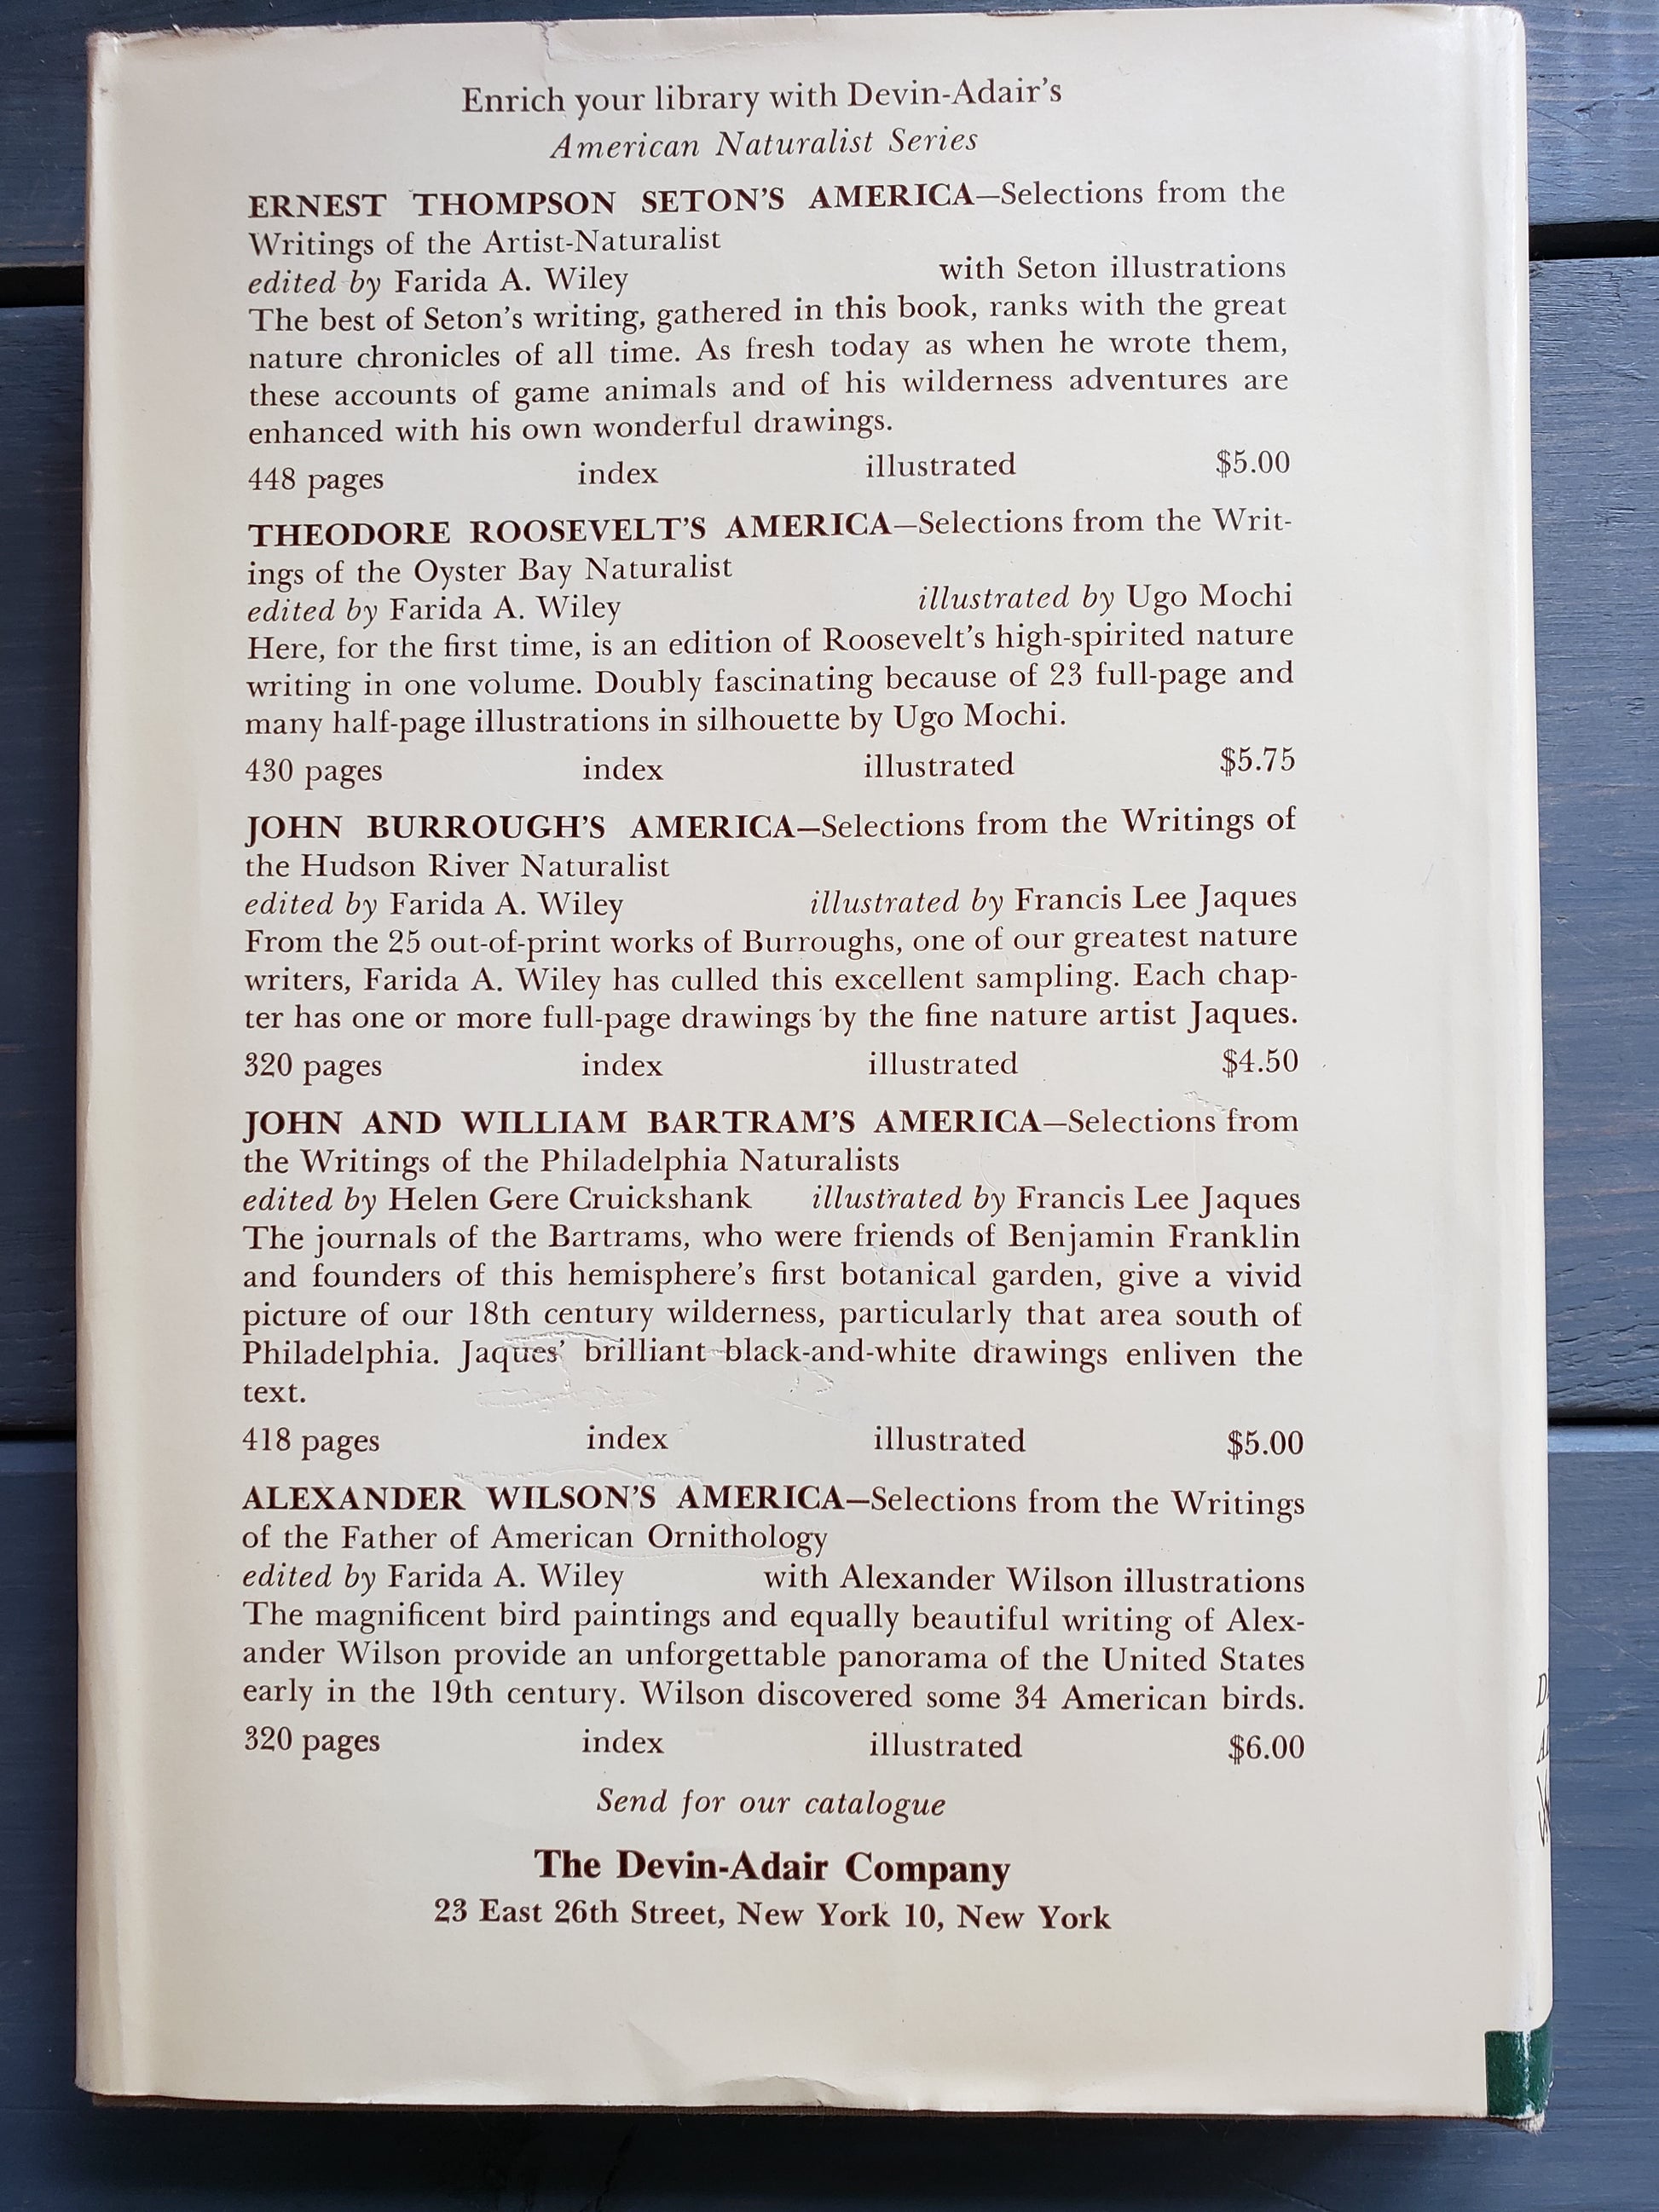 Enrich your library with Devin-Adair's
American Naturalist Series
ERNEST THOMPSON SETON'S AMERICA—Selections from the
Writings of the Artist-Naturalist
edited by Farida A. Wiley with Seton illustrations
The best of Seton's writing, gathered in this book, ranks with the great
nature chronicles of all time. As fresh today as when he wrote them,
these accounts of game animals and of his wilderness adventures are
enhanced with his own wonderful drawings.
448 pages index illustrated $5.00
THEODORE ROOSEVELT'S AMERICA—Selections from the Writ-
ings of the Oyster Bay Naturalist
edited by Farida A. Wiley illustrated by Ugo Mochi
Here, for the first time, is an edition of Roosevelt's high-spirited nature
writing in one volume. Doubly fascinating because of 23 full-page and
many half-page illustrations in silhouette by Ugo Mochi.
430 pages index illustrated $5.75
JOHN BURROUGH'S AMERICA—Selections from the Writings of
the Hudson River Naturalist
edited by Farida A. Wiley illustrated by Francis Lee Jaques
From the 25 out-of-print works of Burroughs, one of our greatest nature
writers, Farida A. Wiley has culled this excellent sampling. Each chap-
ter has one or more full-page drawings by the fine nature artist Jaques.
320 pages index illustrated $4.50
JOHN AND WILLIAM BARTRAM'S AMERICA—Selections from
the Writings of the Philadelphia Naturalists
edited by Helen Gere Cruickshank illustrated by Francis Lee Jaques
The journals of the Bartrams, who were friends of Benjamin Franklin
and founders of this hemisphere's first botanical garden, give a vivid
picture of our 18th century wilderness, particularly that area south of
Philadelphia. Jaques' brilliant black-and-white drawings enliven the
text.
418 pages index illustrated $5.00
ALEXANDER WILSON'S AMERICA—Selections from the Writings
of the Father of American Ornithology
edited by Farida A. Wiley with Alexander Wilson illustrations
The magnificent bird paintings and equally beautiful writing of Alex-
ander Wilson provide an unforgettable panorama of the United States
early in the 19th century. Wilson discovered some 34 American birds.
320 pages index illustrated $6.00
Send for our catalogue
The Devin-Adair Company
23 East 26th Street, New York 10, New York